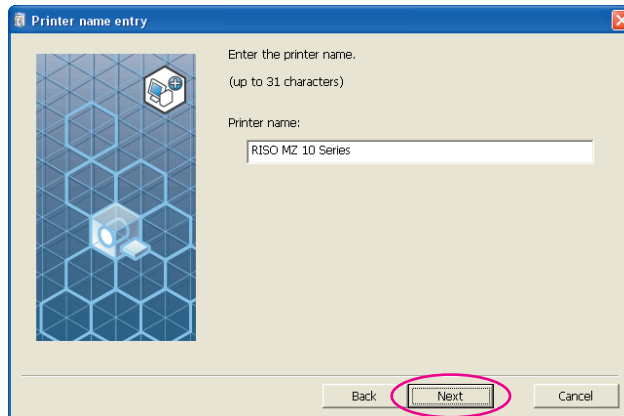 Printer name entry
Enter the printer name.
(up to 31 characters)
Printer name:
RISO MZ 10 Series
Back Next Cancel